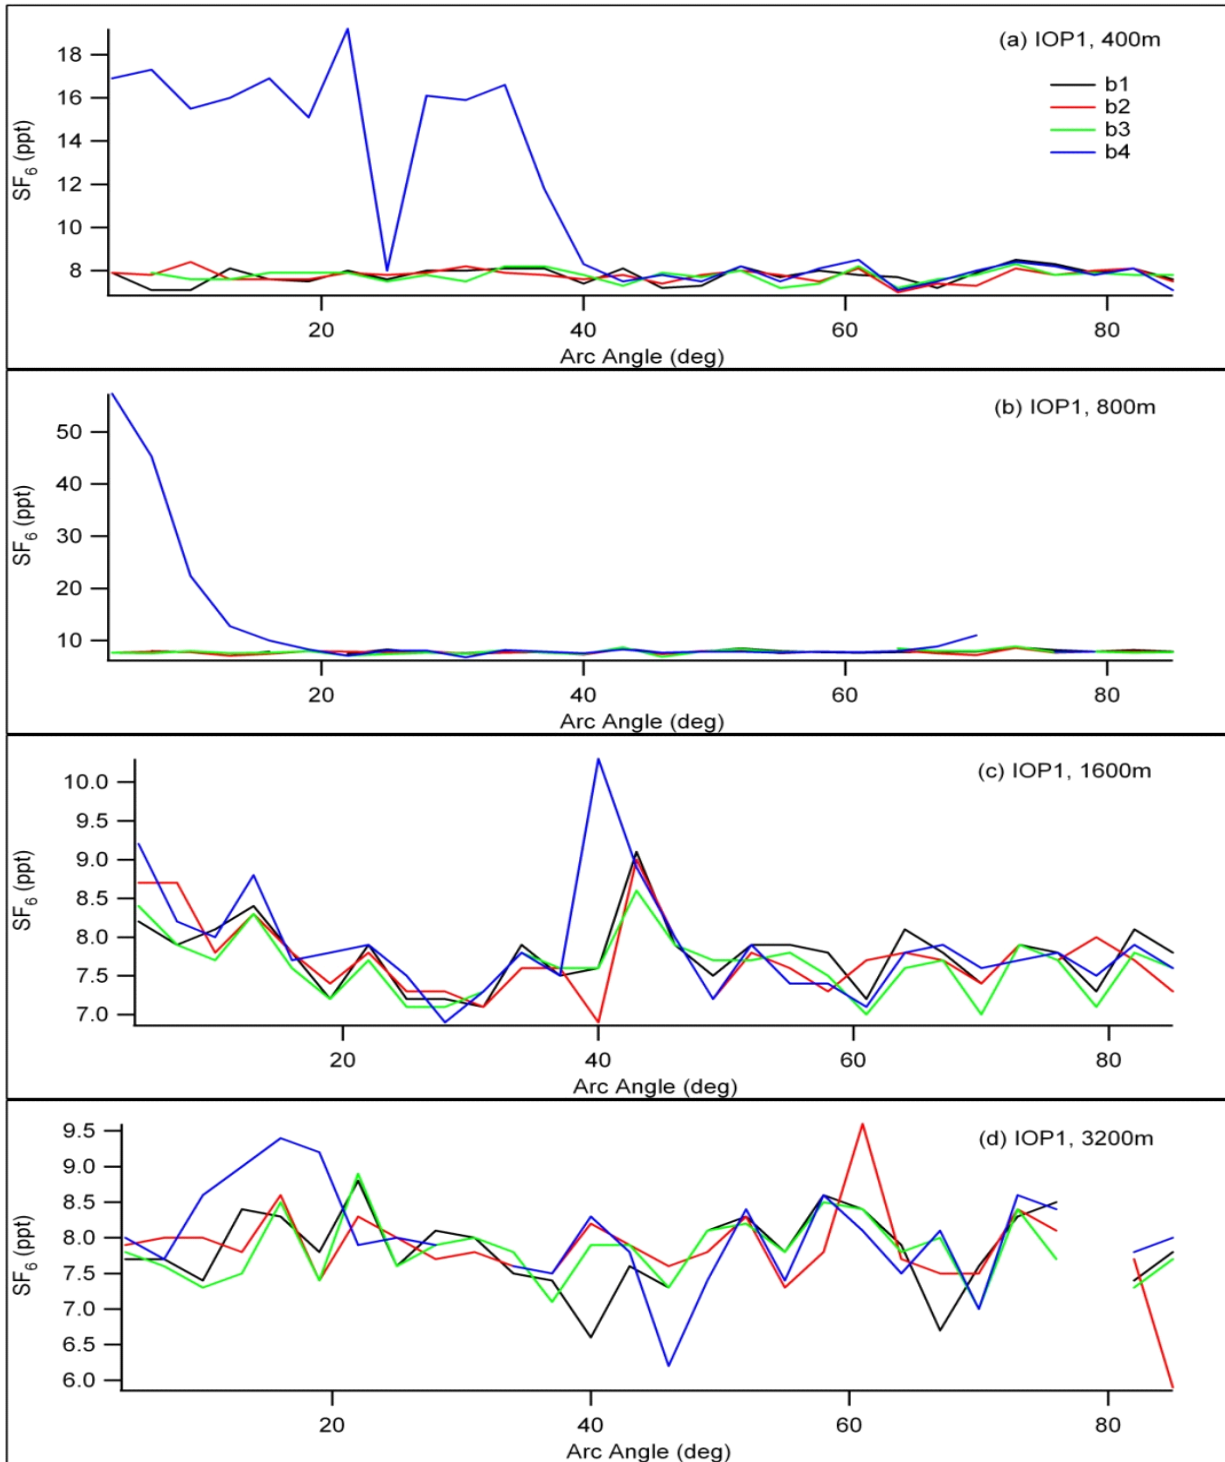 (a) IOP1, 400m
b1
b2
b3
b4
SF6 (ppt)
18
16
14
12
10
8
20 40 60 80
Arc Angle (deg)
(b) IOP1, 800m
SF6 (ppt)
50
40
30
20
10
20 40 60 80
Arc Angle (deg)
(c) IOP1, 1600m
SF6 (ppt)
10.0
9.5
9.0
8.5
8.0
7.5
7.0
20 40 60 80
Arc Angle (deg)
(d) IOP1, 3200m
SF6 (ppt)
9.5
9.0
8.5
8.0
7.5
7.0
6.5
6.0
20 40 60 80
Arc Angle (deg)